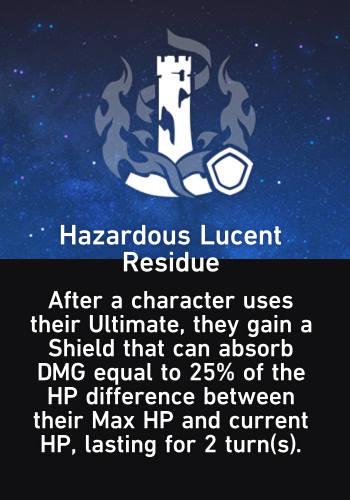 Hazardous Lucent
Residue
After a character uses
their Ultimate, they gain a
Shield that can absorb
DMG equal to 25% of the
HP difference between
their Max HP and current
HP, lasting for 2 turn(s).